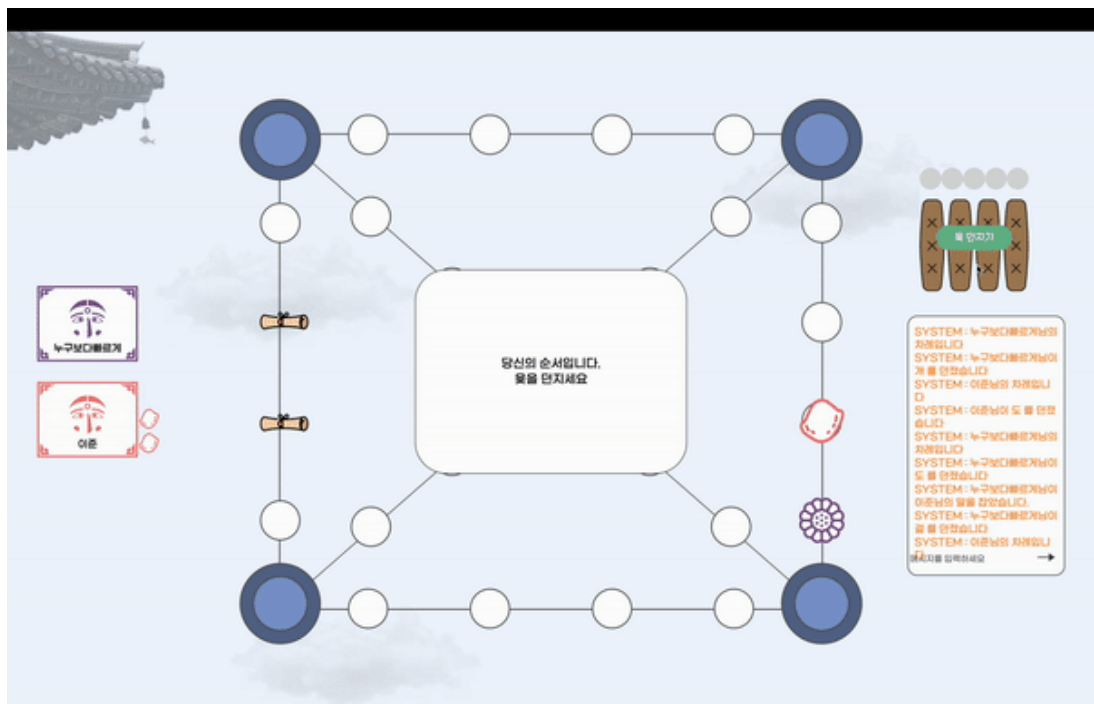 누구보다빠르게
이준
당신의 순서입니다.
윷을 던지세요
윷 던지기
SYSTEM : 누구보다빠르게님의
차례입니다
SYSTEM : 누구보다빠르게님이
개 를 던졌습니다
SYSTEM : 이준님의 차례입니
다
SYSTEM : 이준님이 도 를 던졌
습니다
SYSTEM : 누구보다빠르게님의
차례입니다
SYSTEM : 누구보다빠르게님이
도 를 던졌습니다
SYSTEM : 누구보다빠르게님이
이준님의 말을 잡았습니다.
SYSTEM : 누구보다빠르게님이
걸 를 던졌습니다
SYSTEM : 이준님의 차례입니
다
메시지를 입력하세요